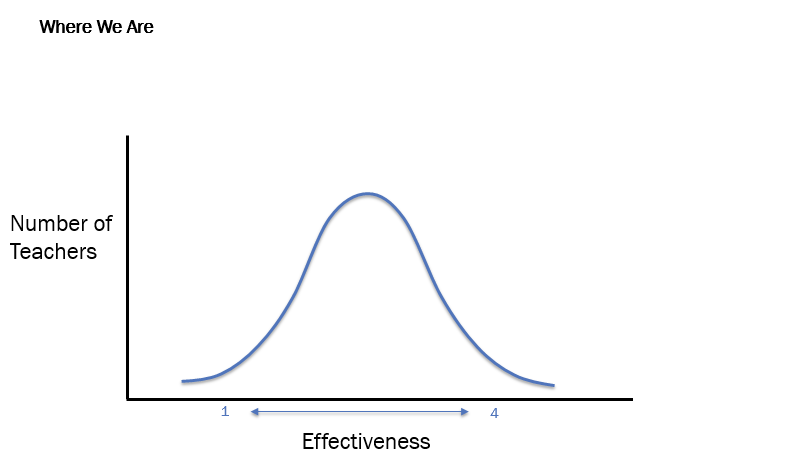 Where We Are
Number of
Teachers
1
4
Effectiveness